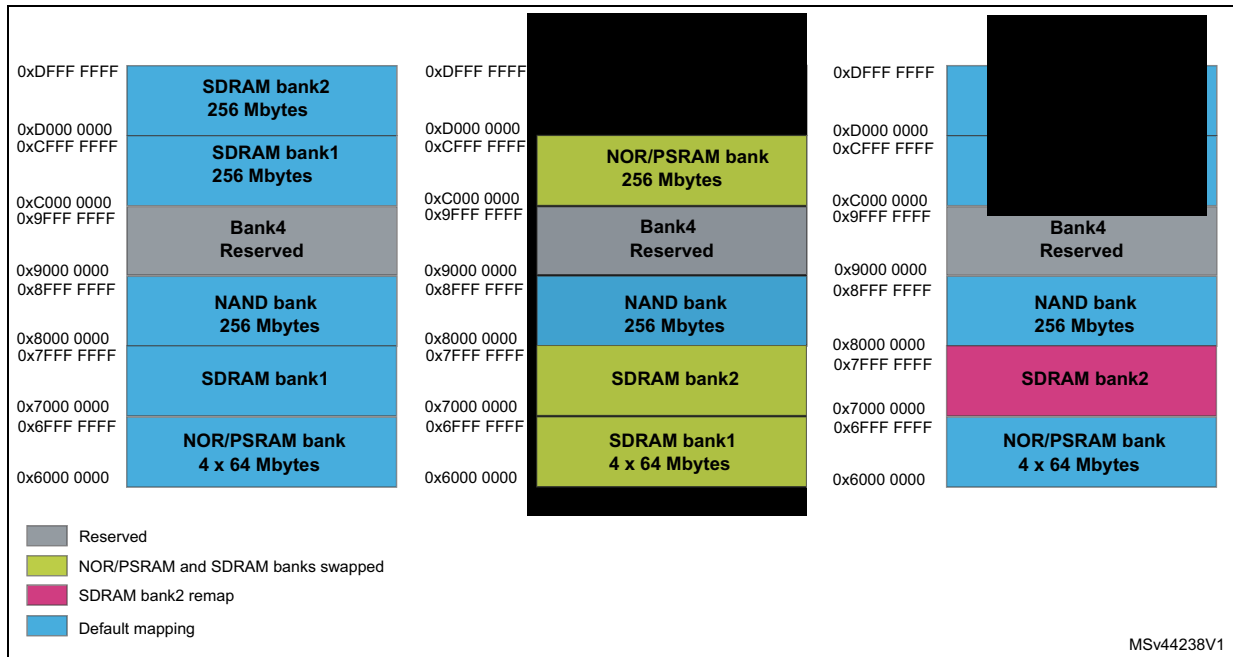 0xDFFF FFFF
SDRAM bank2
256 Mbytes
0xD000 0000
0xCFFF FFFF
SDRAM bank1
256 Mbytes
0xC000 0000
0x9FFF FFFF
Bank4
Reserved
0x9000 0000
0x8FFF FFFF
NAND bank
256 Mbytes
0x8000 0000
0x7FFF FFFF
SDRAM bank1
0x7000 0000
0x6FFF FFFF
NOR/PSRAM bank
4 x 64 Mbytes
0x6000 0000
0xDFFF FFFF
0xD000 0000
0xCFFF FFFF
NOR/PSRAM bank
256 Mbytes
0xC000 0000
0x9FFF FFFF
Bank4
Reserved
0x9000 0000
0x8FFF FFFF
NAND bank
256 Mbytes
0x8000 0000
0x7FFF FFFF
SDRAM bank2
0x7000 0000
0x6FFF FFFF
SDRAM bank1
4 x 64 Mbytes
0x6000 0000
0xDFFF FFFF
0xD000 0000
0xCFFF FFFF
0xC000 0000
0x9FFF FFFF
Bank4
Reserved
0x9000 0000
0x8FFF FFFF
NAND bank
256 Mbytes
0x8000 0000
0x7FFF FFFF
SDRAM bank2
0x7000 0000
0x6FFF FFFF
NOR/PSRAM bank
4 x 64 Mbytes
0x6000 0000
Reserved
NOR/PSRAM and SDRAM banks swapped
SDRAM bank2 remap
Default mapping
MSv44238V1